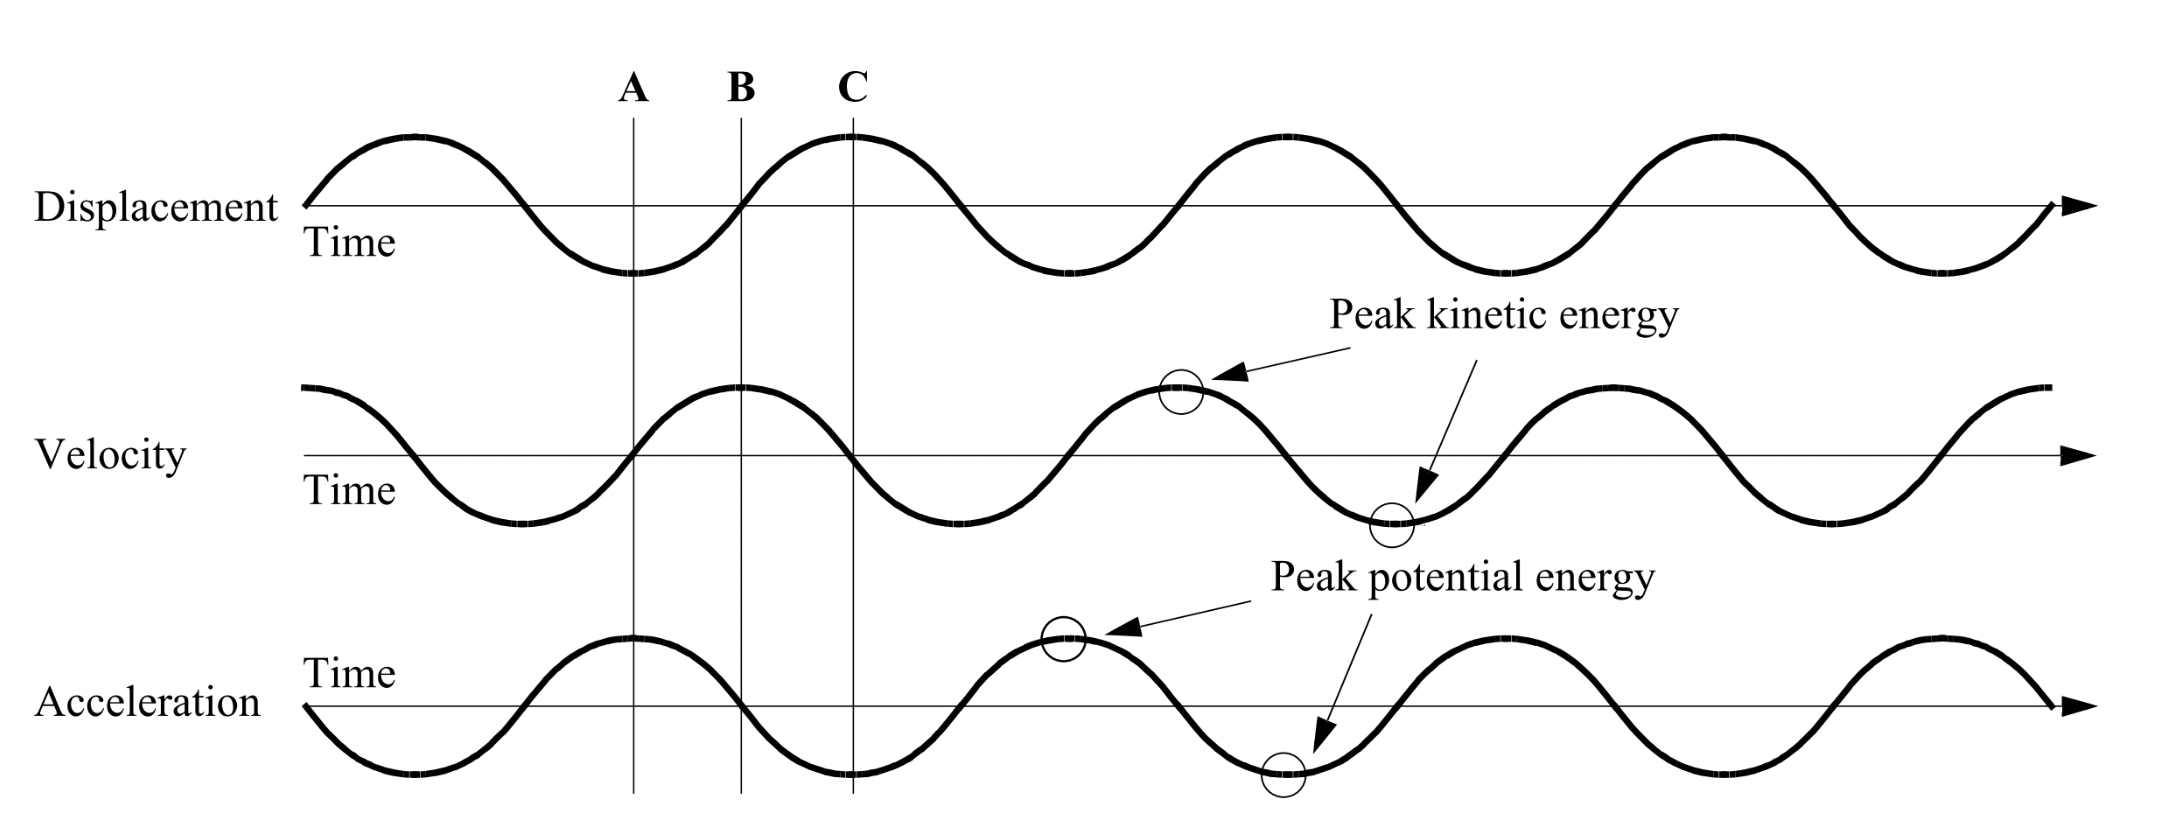 A B C
Displacement
Time
Peak kinetic energy
Velocity
Time
Peak potential energy
Time
Acceleration